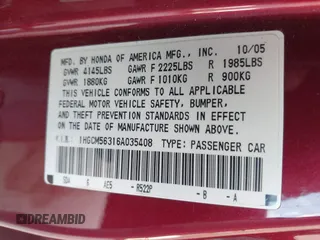 MFD. BY HONDA OF AMERICA MFG., INC. 10/05
GVWR 4145LBS GAWR F 2225LBS R 1985LBS
GVWR 1880KG GAWR F 1010KG R 900KG
THIS VEHICLE CONFORMS TO ALL APPLICABLE
FEDERAL MOTOR VEHICLE SAFETY, BUMPER,
AND THEFT PREVENTION STANDARDS IN EFFECT
ON THE DATE OF MANUFACTURE SHOWN ABOVE.
V.I.N. 1HGCM56316A035408 TYPE: PASSENGER CAR
SDA 6 R522P - B - A
DREAMBID